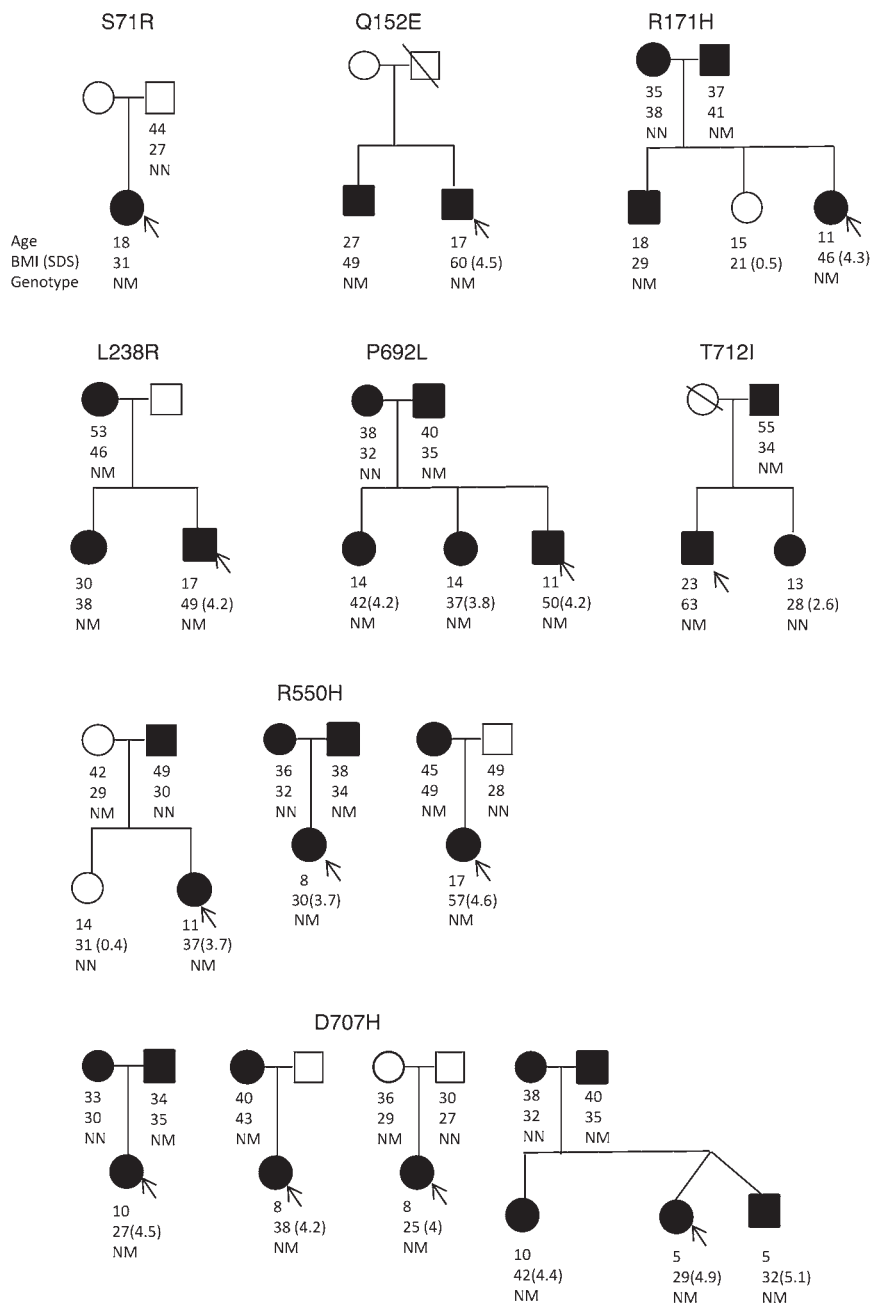 S71R Q152E R171H
35 37
38 41
NN NM
44
27
NN
Age 18 27 17 18 15 11
BMI (SDS) 31 49 60 (4.5) 29 21 (0.5) 46 (4.3)
Genotype NM NM NM NM NM
L238R P692L T712I
53 38 40 55
46 32 35 34
NM NN NM NM
30 17 14 14 11 23 13
38 49 (4.2) 42(4.2) 37(3.8) 50(4.2) 63 28 (2.6)
NM NM NM NM NM NM NN
R550H
42 49 36 38 45 49
29 30 32 34 49 28
NM NN NN NM NM NN
8 17
30(3.7) 57(4.6)
NM NM
14 11
31 (0.4) 37(3.7)
NN NM
D707H
33 34 40 36 30 38 40
30 35 43 29 27 32 35
NN NM NM NM NN NN NM
10 8 8
27(4.5) 38 (4.2) 25 (4)
NM NM NM
10 5 5
42(4.4) 29(4.9) 32(5.1)
NM NM NM